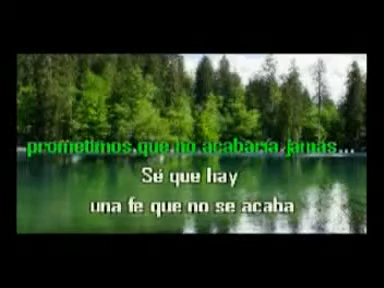 prometimos que no acabaría jamás...
Sé que hay
una fe que no se acaba